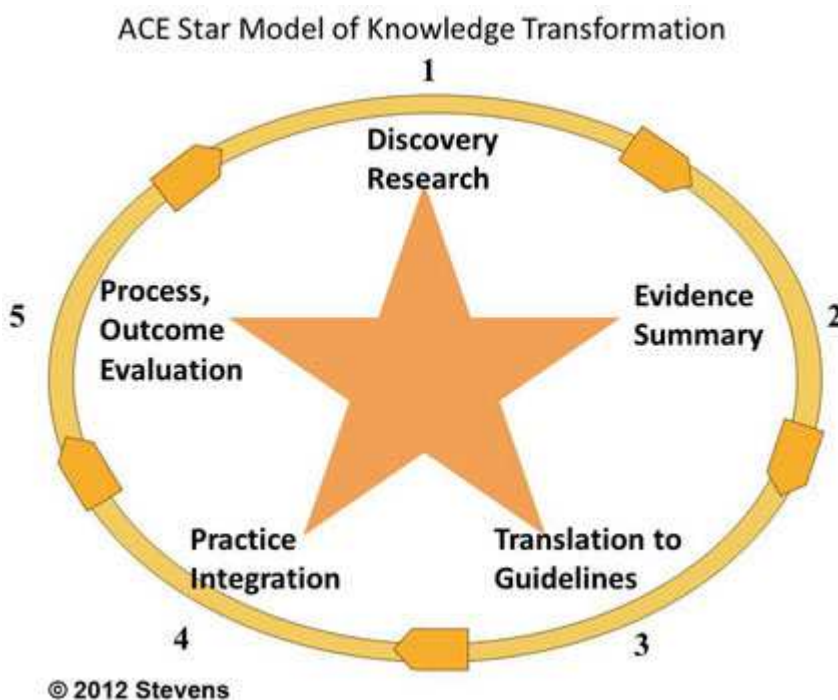 ACE Star Model of Knowledge Transformation
1
Discovery
Research
2
Evidence
Summary
3
Translation to
Guidelines
4
Practice
Integration
5
Process,
Outcome
Evaluation
© 2012 Stevens